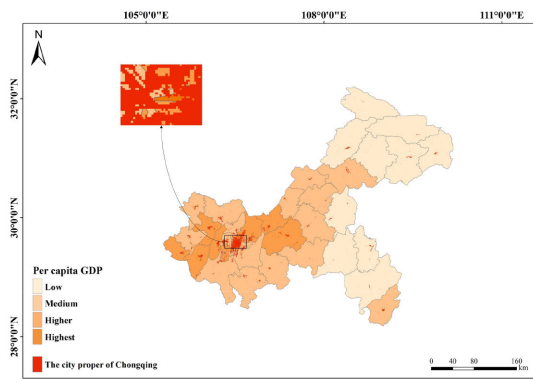 105°0'0"E 108°0'0"E 111°0'0"E
N
32°0'0"N
30°0'0"N
28°0'0"N
Per capita GDP
Low
Medium
Higher
Highest
The city proper of Chongqing
0 40 80 160
km